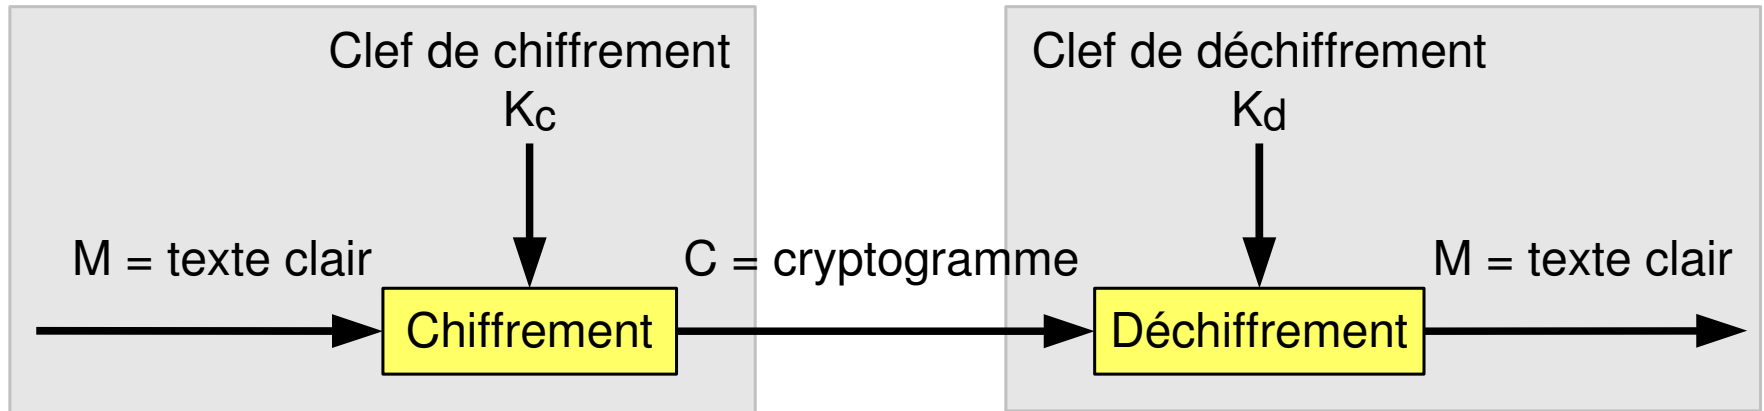 Clef de chiffrement
Kc
Clef de déchiffrement
Kd
M = texte clair
C = cryptogramme
M = texte clair
Chiffrement
Déchiffrement